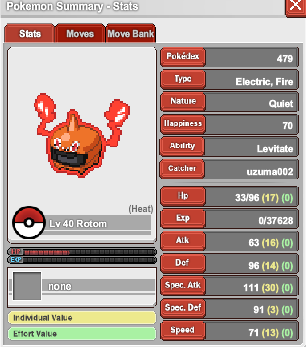 Pokemon Summary - Stats
Stats Moves Move Bank
Pokédex 479
Type Electric, Fire
Nature Quiet
Happiness 70
Ability Levitate
Catcher uzuma002
(Heat)
Lv 40 Rotom
HP
EXP
none
Individual Value
Effort Value
Hp 33/96 (17) (0)
Exp 0/37628
Atk 63 (16) (0)
Def 96 (14) (0)
Spec. Atk 111 (30) (0)
Spec. Def 91 (3) (0)
Speed 71 (13) (0)